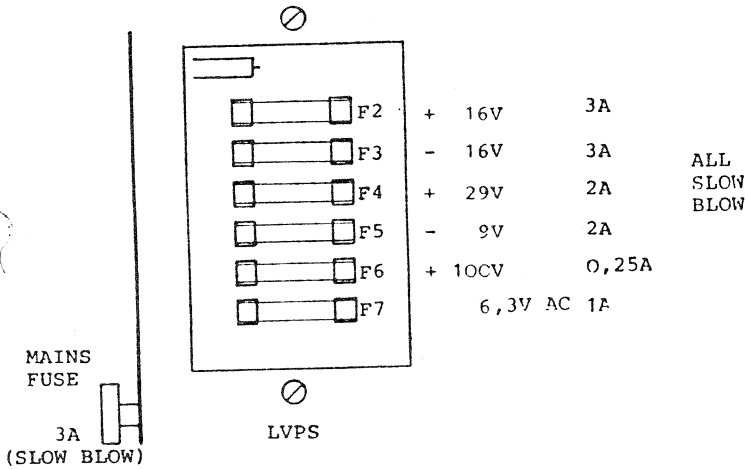 F2 + 16V 3A
F3 - 16V 3A
F4 + 29V 2A
F5 - 9V 2A
F6 + 100V 0,25A
F7 6,3V AC 1A
ALL
SLOW
BLOW
MAINS
FUSE
3A
(SLOW BLOW)
LVPS